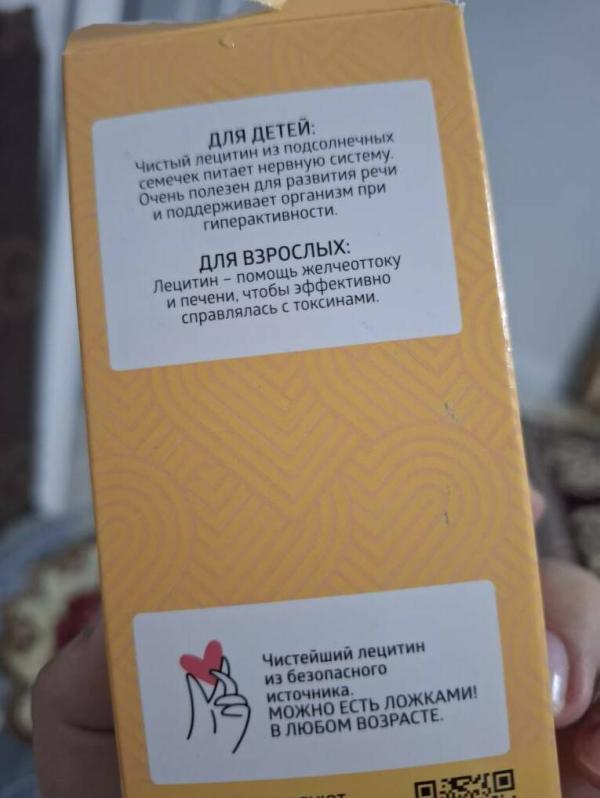 ДЛЯ ДЕТЕЙ:
Чистый лецитин из подсолнечных
семечек питает нервную систему.
Очень полезен для развития речи
и поддерживает организм при
гиперактивности.
ДЛЯ ВЗРОСЛЫХ:
Лецитин – помощь желчеоттоку
и печени, чтобы эффективно
справлялась с токсинами.
Чистейший лецитин
из безопасного
источника.
МОЖНО ЕСТЬ ЛОЖКАМИ!
В ЛЮБОМ ВОЗРАСТЕ.